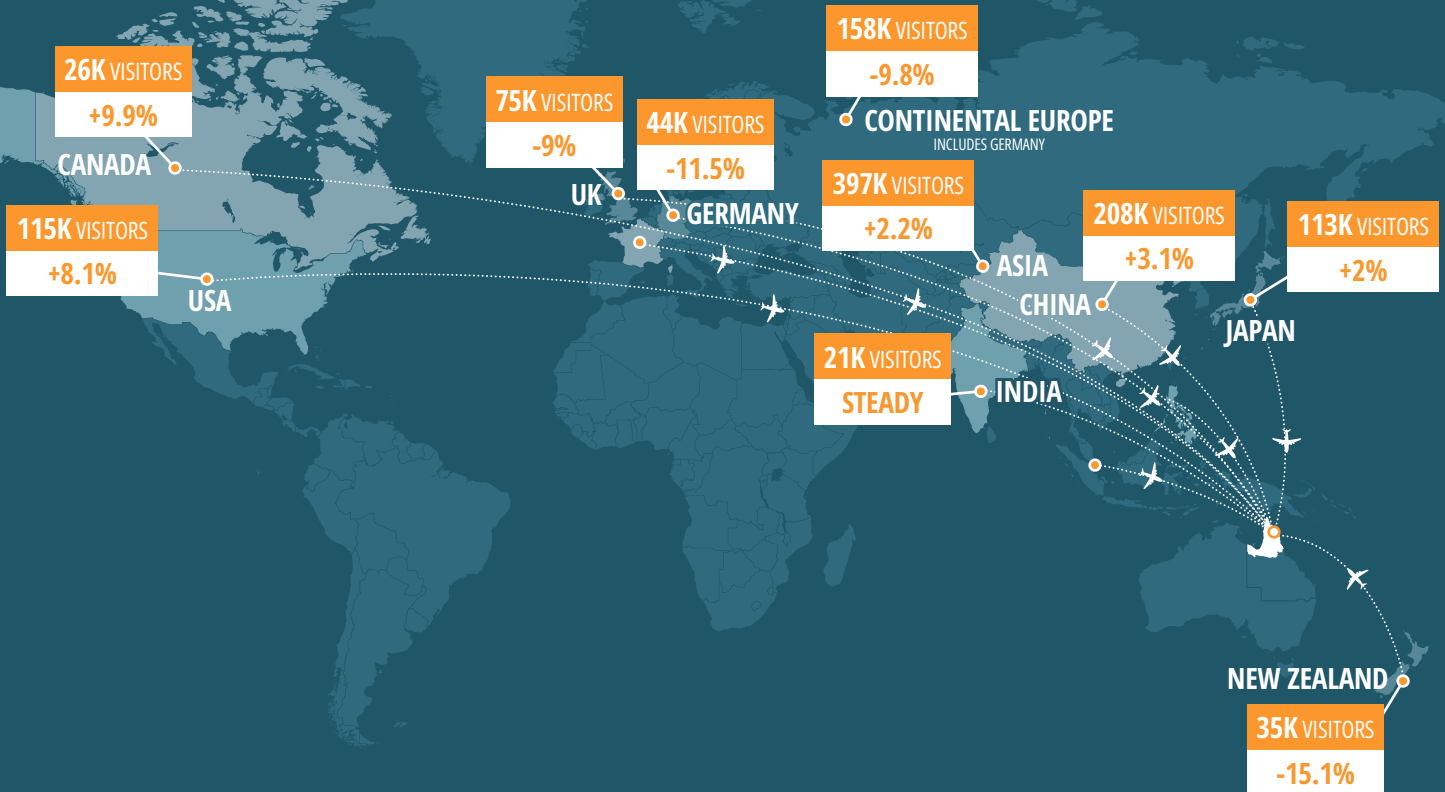 26K VISITORS
+9.9%
CANADA
115K VISITORS
+8.1%
USA
75K VISITORS
-9%
UK
44K VISITORS
-11.5%
GERMANY
158K VISITORS
-9.8%
CONTINENTAL EUROPE
INCLUDES GERMANY
397K VISITORS
+2.2%
ASIA
208K VISITORS
+3.1%
CHINA
113K VISITORS
+2%
JAPAN
21K VISITORS
STEADY
INDIA
NEW ZEALAND
35K VISITORS
-15.1%